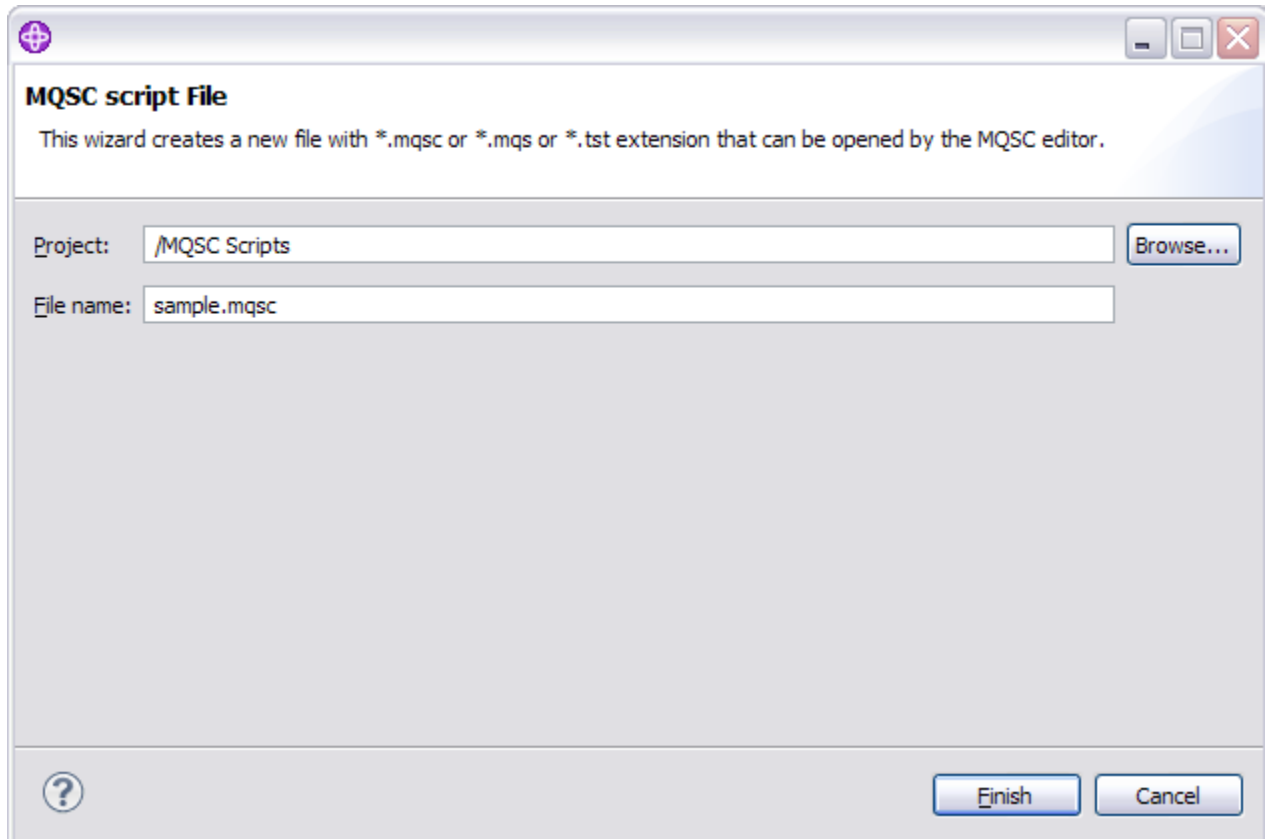 MQSC script File
This wizard creates a new file with *.mqsc or *.mqs or *.tst extension that can be opened by the MQSC editor.
Project: /MQSC Scripts Browse...
File name: sample.mqsc
? Finish Cancel